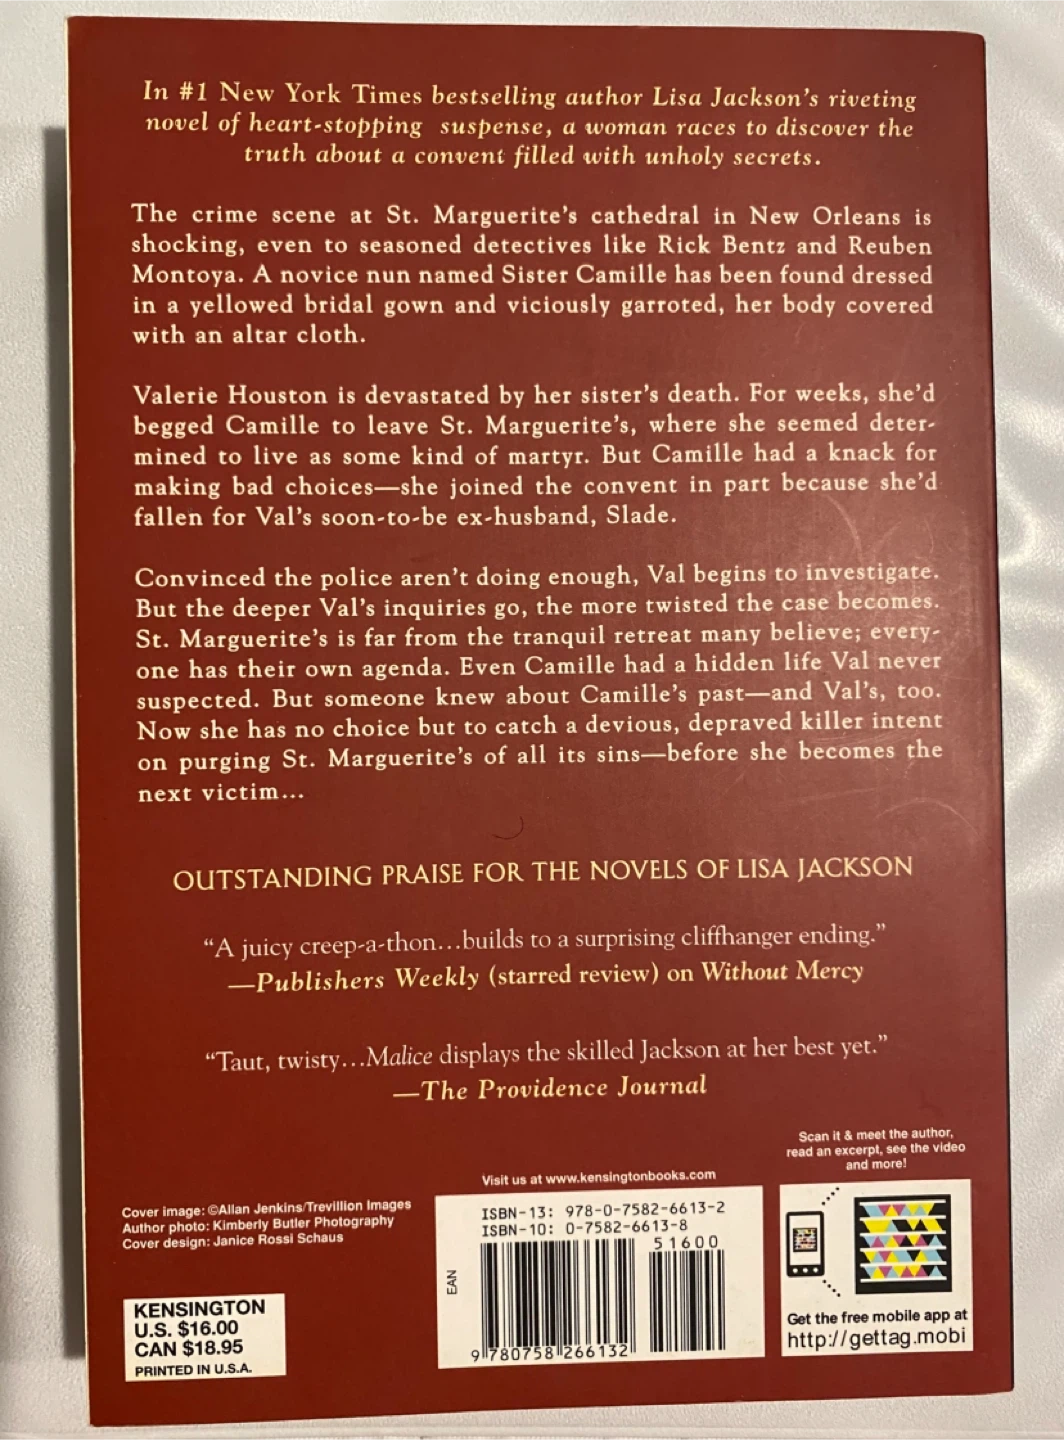 In #1 New York Times bestselling author Lisa Jackson's riveting
novel of heart-stopping suspense, a woman races to discover the
truth about a convent filled with unholy secrets.
The crime scene at St. Marguerite's cathedral in New Orleans is
shocking, even to seasoned detectives like Rick Bentz and Reuben
Montoya. A novice nun named Sister Camille has been found dressed
in a yellowed bridal gown and viciously garroted, her body covered
with an altar cloth.
Valerie Houston is devastated by her sister's death. For weeks, she'd
begged Camille to leave St. Marguerite's, where she seemed deter-
mined to live as some kind of martyr. But Camille had a knack for
making bad choices—she joined the convent in part because she'd
fallen for Val's soon-to-be ex-husband, Slade.
Convinced the police aren't doing enough, Val begins to investigate.
But the deeper Val's inquiries go, the more twisted the case becomes.
St. Marguerite's is far from the tranquil retreat many believe; every-
one has their own agenda. Even Camille had a hidden life Val never
suspected. But someone knew about Camille's past—and Val's, too.
Now she has no choice but to catch a devious, depraved killer intent
on purging St. Marguerite's of all its sins—before she becomes the
next victim...
OUTSTANDING PRAISE FOR THE NOVELS OF LISA JACKSON
"A juicy creep-a-thon...builds to a surprising cliffhanger ending."
—Publishers Weekly (starred review) on Without Mercy
"Taut, twisty...Malice displays the skilled Jackson at her best yet."
—The Providence Journal
Cover image: ©Allan Jenkins/Trevillion Images
Author photo: Kimberly Butler Photography
Cover design: Janice Rossi Schaus
KENSINGTON
U.S. $16.00
CAN $18.95
PRINTED IN U.S.A.
Visit us at www.kensingtonbooks.com
ISBN-13: 978-0-7582-6613-2
ISBN-10: 0-7582-6613-8
51600
EAN
9 780758 266132
Scan it & meet the author,
read an excerpt, see the video
and more!
Get the free mobile app at
http://gettag.mobi